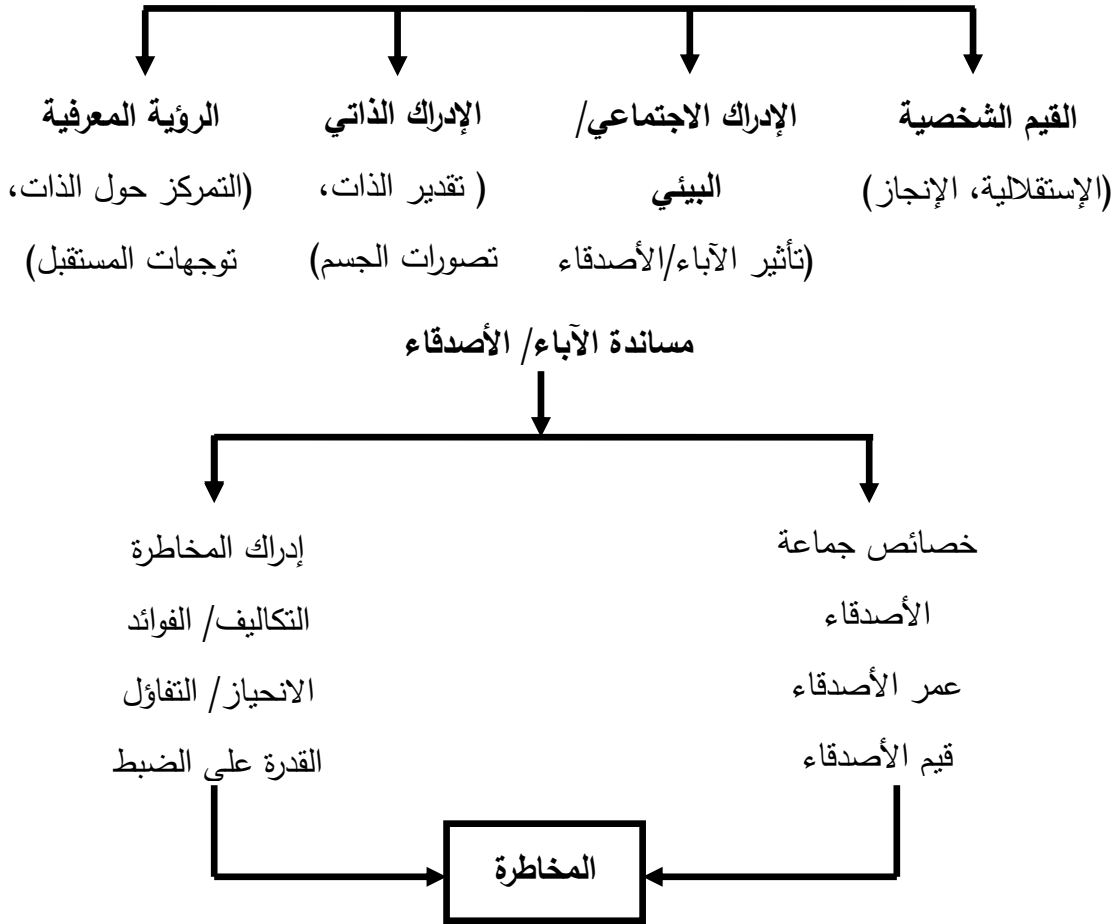 القيم الشخصية
(الإستقلالية، الإنجاز)
الإدراك الاجتماعي/
البيئي
(تأثير الآباء/الأصدقاء
الإدراك الذاتي
( تقدير الذات،
تصورات الجسم)
الرؤية المعرفية
(التمركز حول الذات،
توجهات المستقبل)
مساندة الآباء/ الأصدقاء
خصائص جماعة
الأصدقاء
عمر الأصدقاء
قيم الأصدقاء
إدراك المخاطرة
التكاليف/ الفوائد
الانحياز/ التفاؤل
القدرة على الضبط
المخاطرة